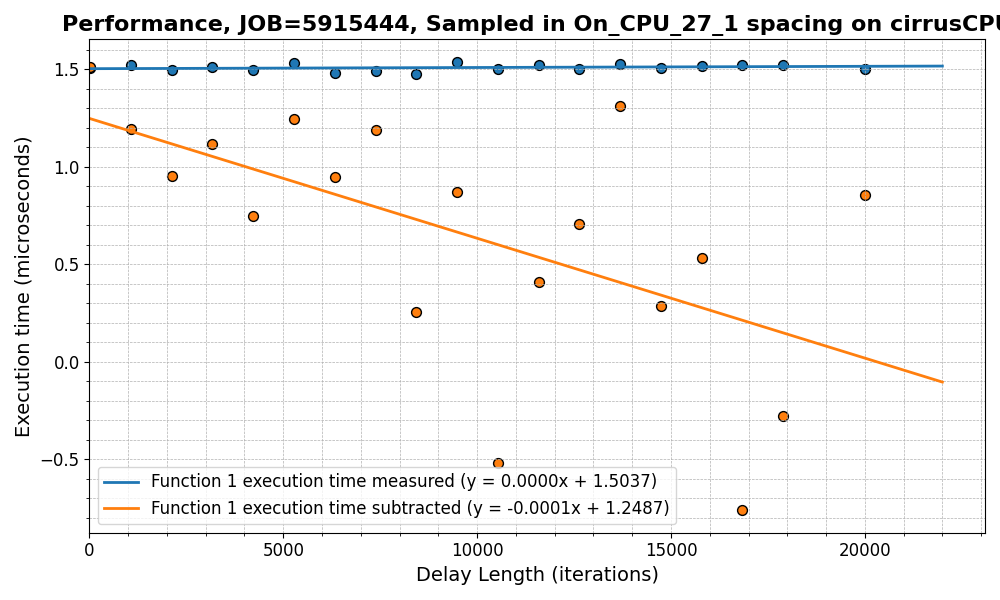 Performance, JOB=5915444, Sampled in On_CPU_27_1 spacing on cirrusCPU
Execution time (microseconds)
1.5
1.0
0.5
0.0
−0.5
Function 1 execution time measured (y = 0.0000x + 1.5037)
Function 1 execution time subtracted (y = -0.0001x + 1.2487)
0 5000 10000 15000 20000
Delay Length (iterations)